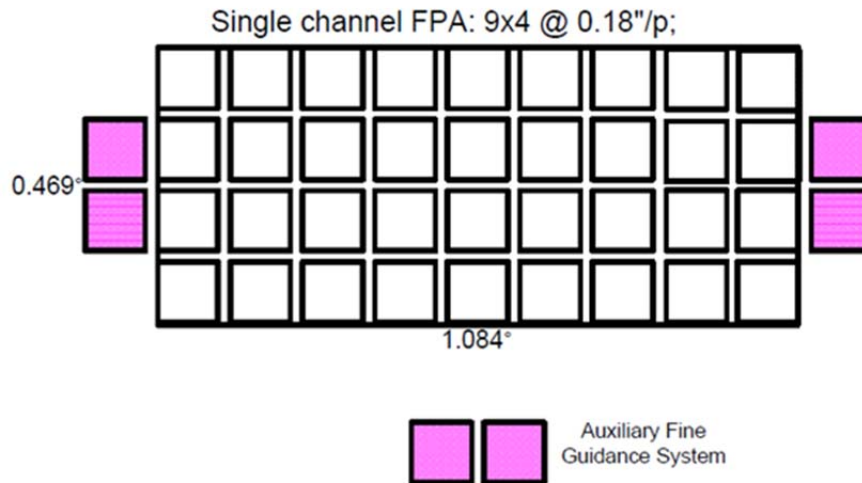 Single channel FPA: 9x4 @ 0.18"/p;
0.469°
1.084°
Auxiliary Fine
Guidance System